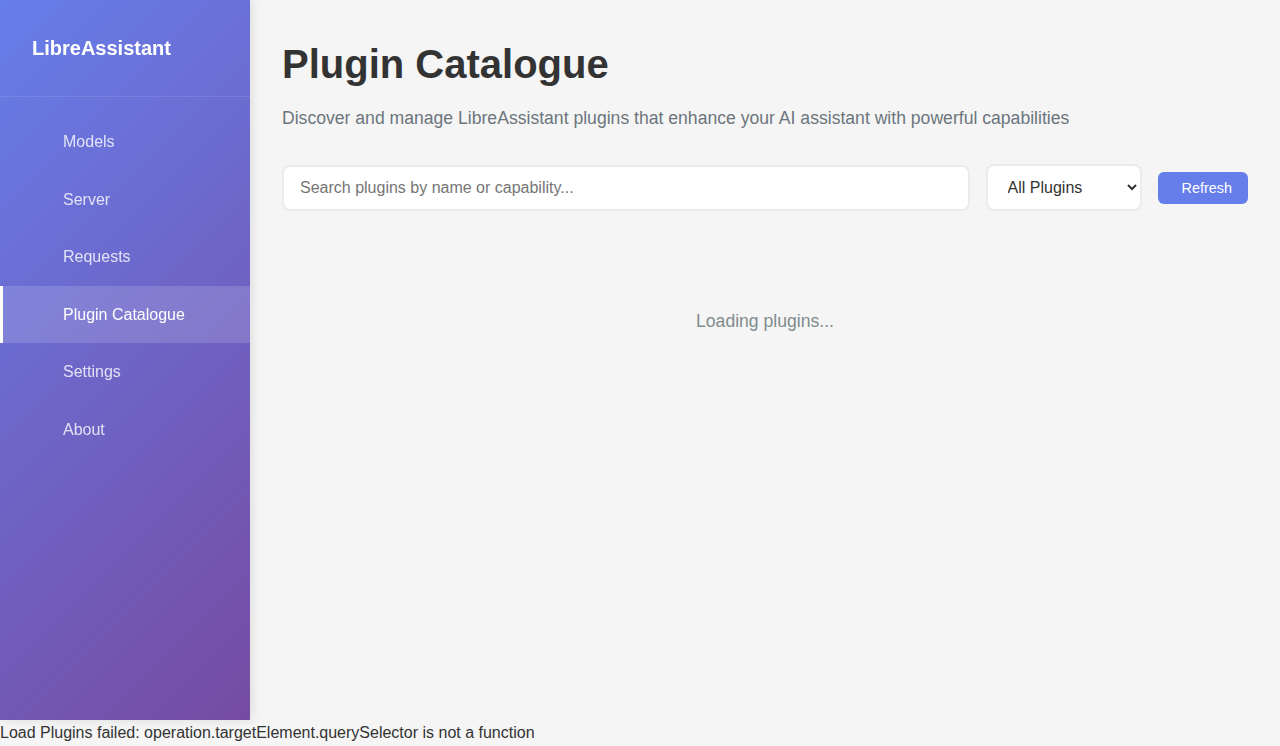 LibreAssistant
Models
Server
Requests
Plugin Catalogue
Settings
About
Plugin Catalogue
Discover and manage LibreAssistant plugins that enhance your AI assistant with powerful capabilities
Search plugins by name or capability...
All Plugins
Refresh
Loading plugins...
Load Plugins failed: operation.targetElement.querySelector is not a function